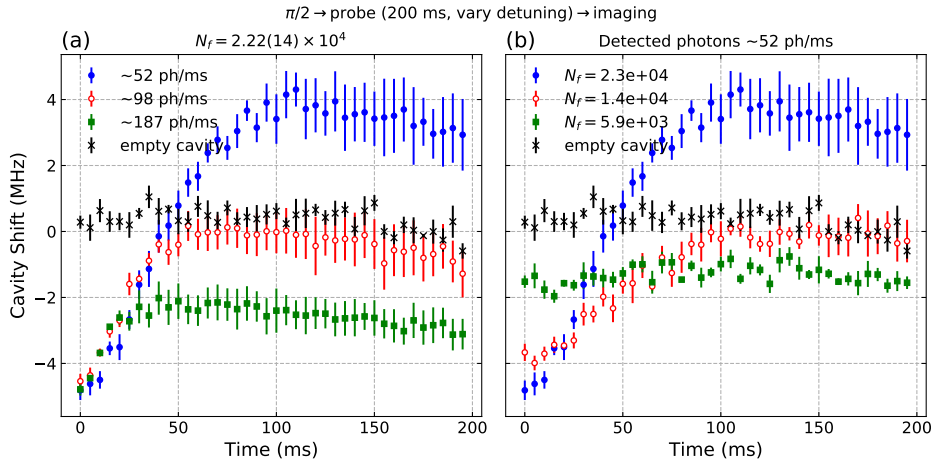 π/2 → probe (200 ms, vary detuning) → imaging
(a)
N_f = 2.22(14) × 10⁴
~52 ph/ms
~98 ph/ms
~187 ph/ms
empty cavity
4
2
0
−2
−4
Cavity Shift (MHz)
0 50 100 150 200
Time (ms)
(b)
Detected photons ~52 ph/ms
N_f = 2.3e+04
N_f = 1.4e+04
N_f = 5.9e+03
empty cavity
0 50 100 150 200
Time (ms)